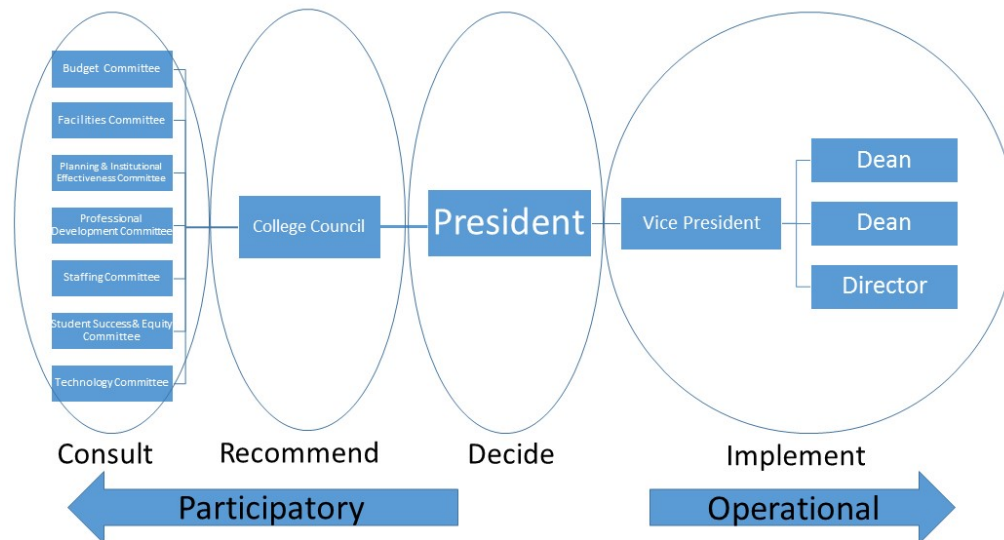 Budget Committee
Facilities Committee
Planning & Institutional
Effectiveness Committee
Professional
Development Committee
Staffing Committee
Student Success & Equity
Committee
Technology Committee
College Council
President
Vice President
Dean
Dean
Director
Consult
Recommend
Decide
Implement
Participatory
Operational